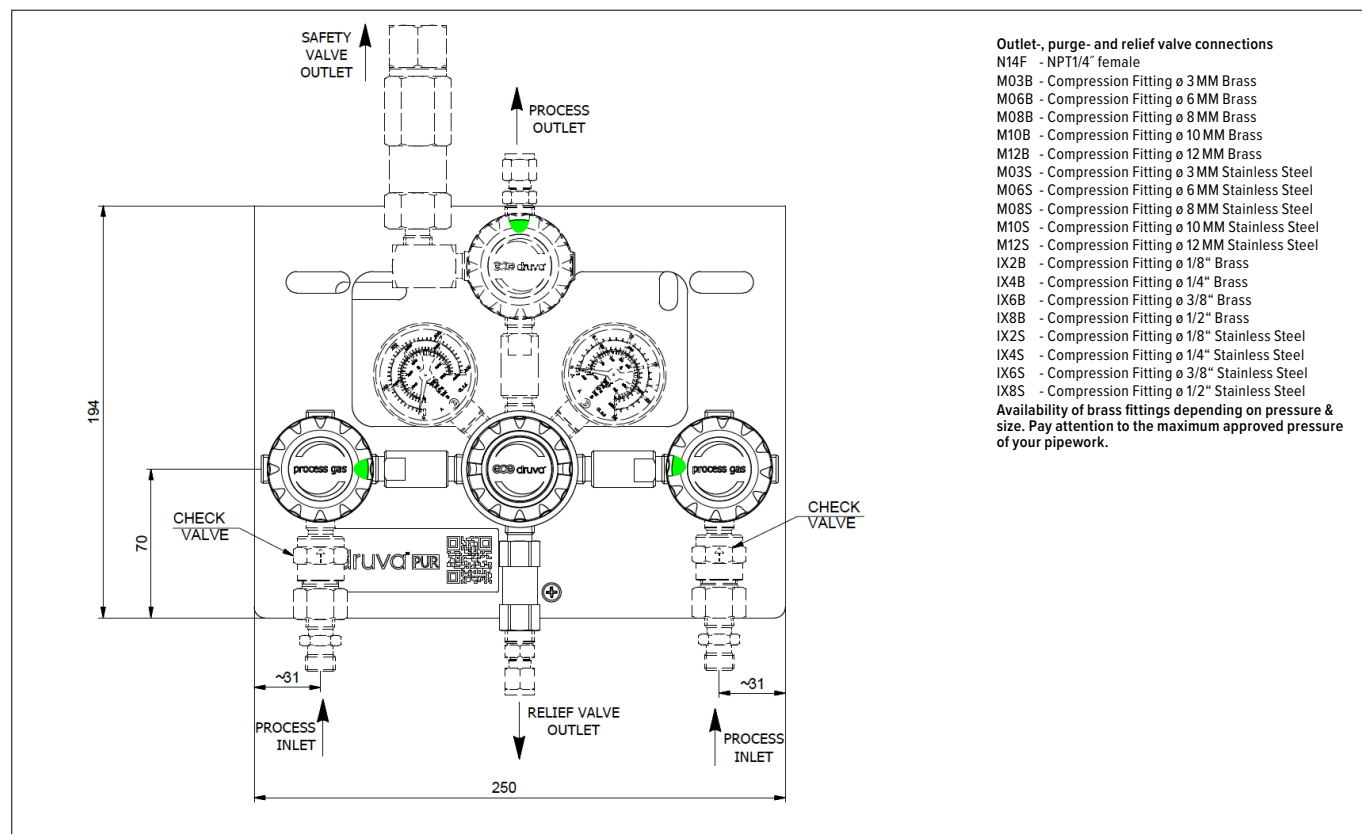 SAFETY
VALVE
OUTLET
PROCESS
OUTLET
194
70
process gas
druva
druva
process gas
CHECK
VALVE
CHECK
VALVE
druva PUR
~31
~31
PROCESS
INLET
RELIEF VALVE
OUTLET
PROCESS
INLET
250
Outlet-, purge- and relief valve connections
N14F - NPT1/4˝ female
M03B - Compression Fitting ø 3 MM Brass
M06B - Compression Fitting ø 6 MM Brass
M08B - Compression Fitting ø 8 MM Brass
M10B - Compression Fitting ø 10 MM Brass
M12B - Compression Fitting ø 12 MM Brass
M03S - Compression Fitting ø 3 MM Stainless Steel
M06S - Compression Fitting ø 6 MM Stainless Steel
M08S - Compression Fitting ø 8 MM Stainless Steel
M10S - Compression Fitting ø 10 MM Stainless Steel
M12S - Compression Fitting ø 12 MM Stainless Steel
IX2B - Compression Fitting ø 1/8“ Brass
IX4B - Compression Fitting ø 1/4“ Brass
IX6B - Compression Fitting ø 3/8“ Brass
IX8B - Compression Fitting ø 1/2“ Brass
IX2S - Compression Fitting ø 1/8“ Stainless Steel
IX4S - Compression Fitting ø 1/4“ Stainless Steel
IX6S - Compression Fitting ø 3/8“ Stainless Steel
IX8S - Compression Fitting ø 1/2“ Stainless Steel
Availability of brass fittings depending on pressure &
size. Pay attention to the maximum approved pressure
of your pipework.